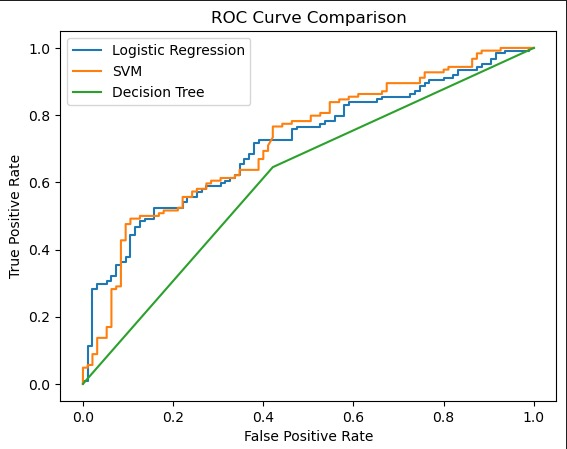 ROC Curve Comparison
Logistic Regression
SVM
Decision Tree
True Positive Rate
1.0
0.8
0.6
0.4
0.2
0.0
0.0 0.2 0.4 0.6 0.8 1.0
False Positive Rate